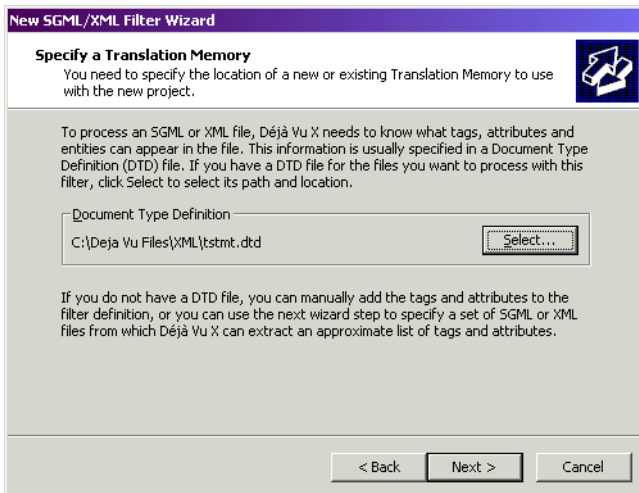 New SGML/XML Filter Wizard
Specify a Translation Memory
You need to specify the location of a new or existing Translation Memory to use
with the new project.
To process an SGML or XML file, Déjà Vu X needs to know what tags, attributes and
entities can appear in the file. This information is usually specified in a Document Type
Definition (DTD) file. If you have a DTD file for the files you want to process with this
filter, click Select to select its path and location.
Document Type Definition
C:\Deja Vu Files\XML\tstmt.dtd
Select...
If you do not have a DTD file, you can manually add the tags and attributes to the
filter definition, or you can use the next wizard step to specify a set of SGML or XML
files from which Déjà Vu X can extract an approximate list of tags and attributes.
< Back Next > Cancel